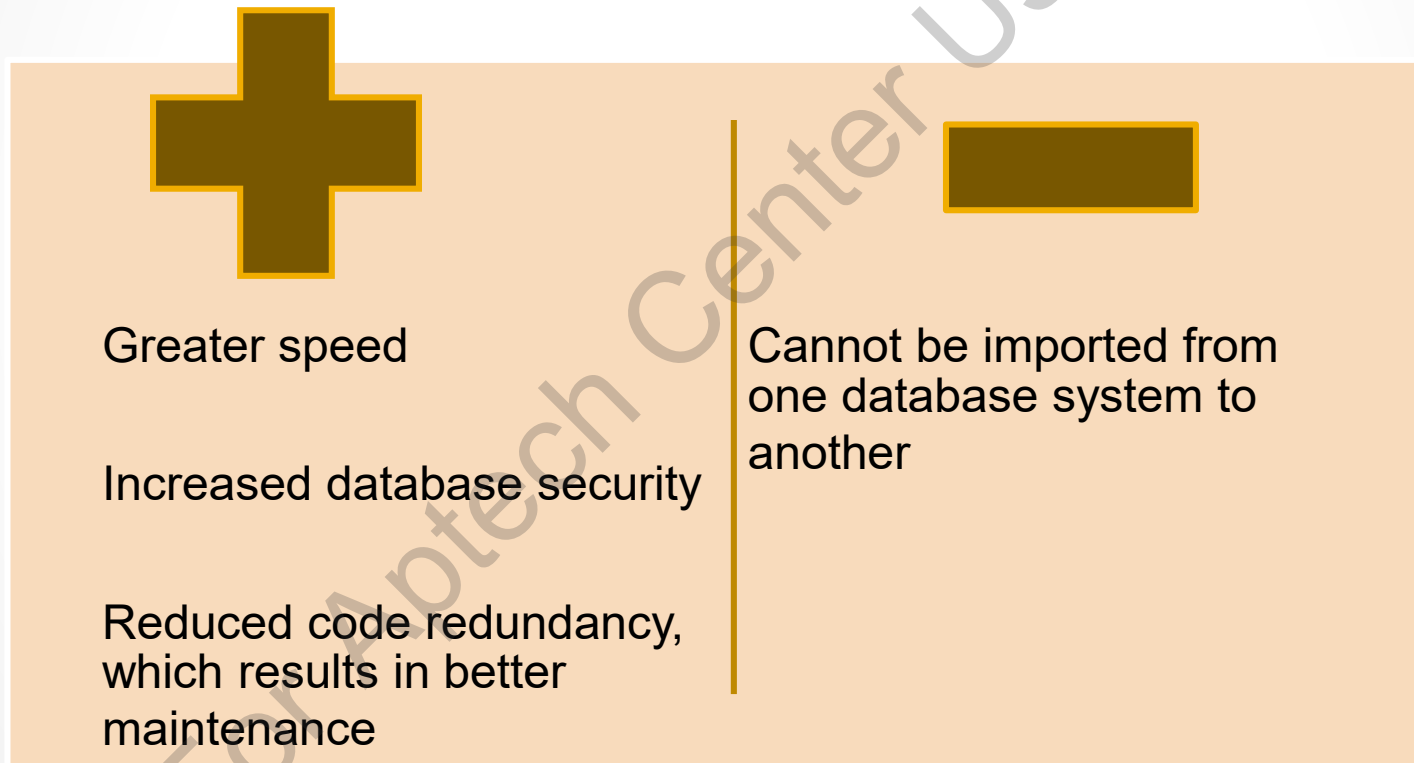 Greater speed
Increased database security
Reduced code redundancy,
which results in better
maintenance
Cannot be imported from
one database system to
another
For Aptech Center Us